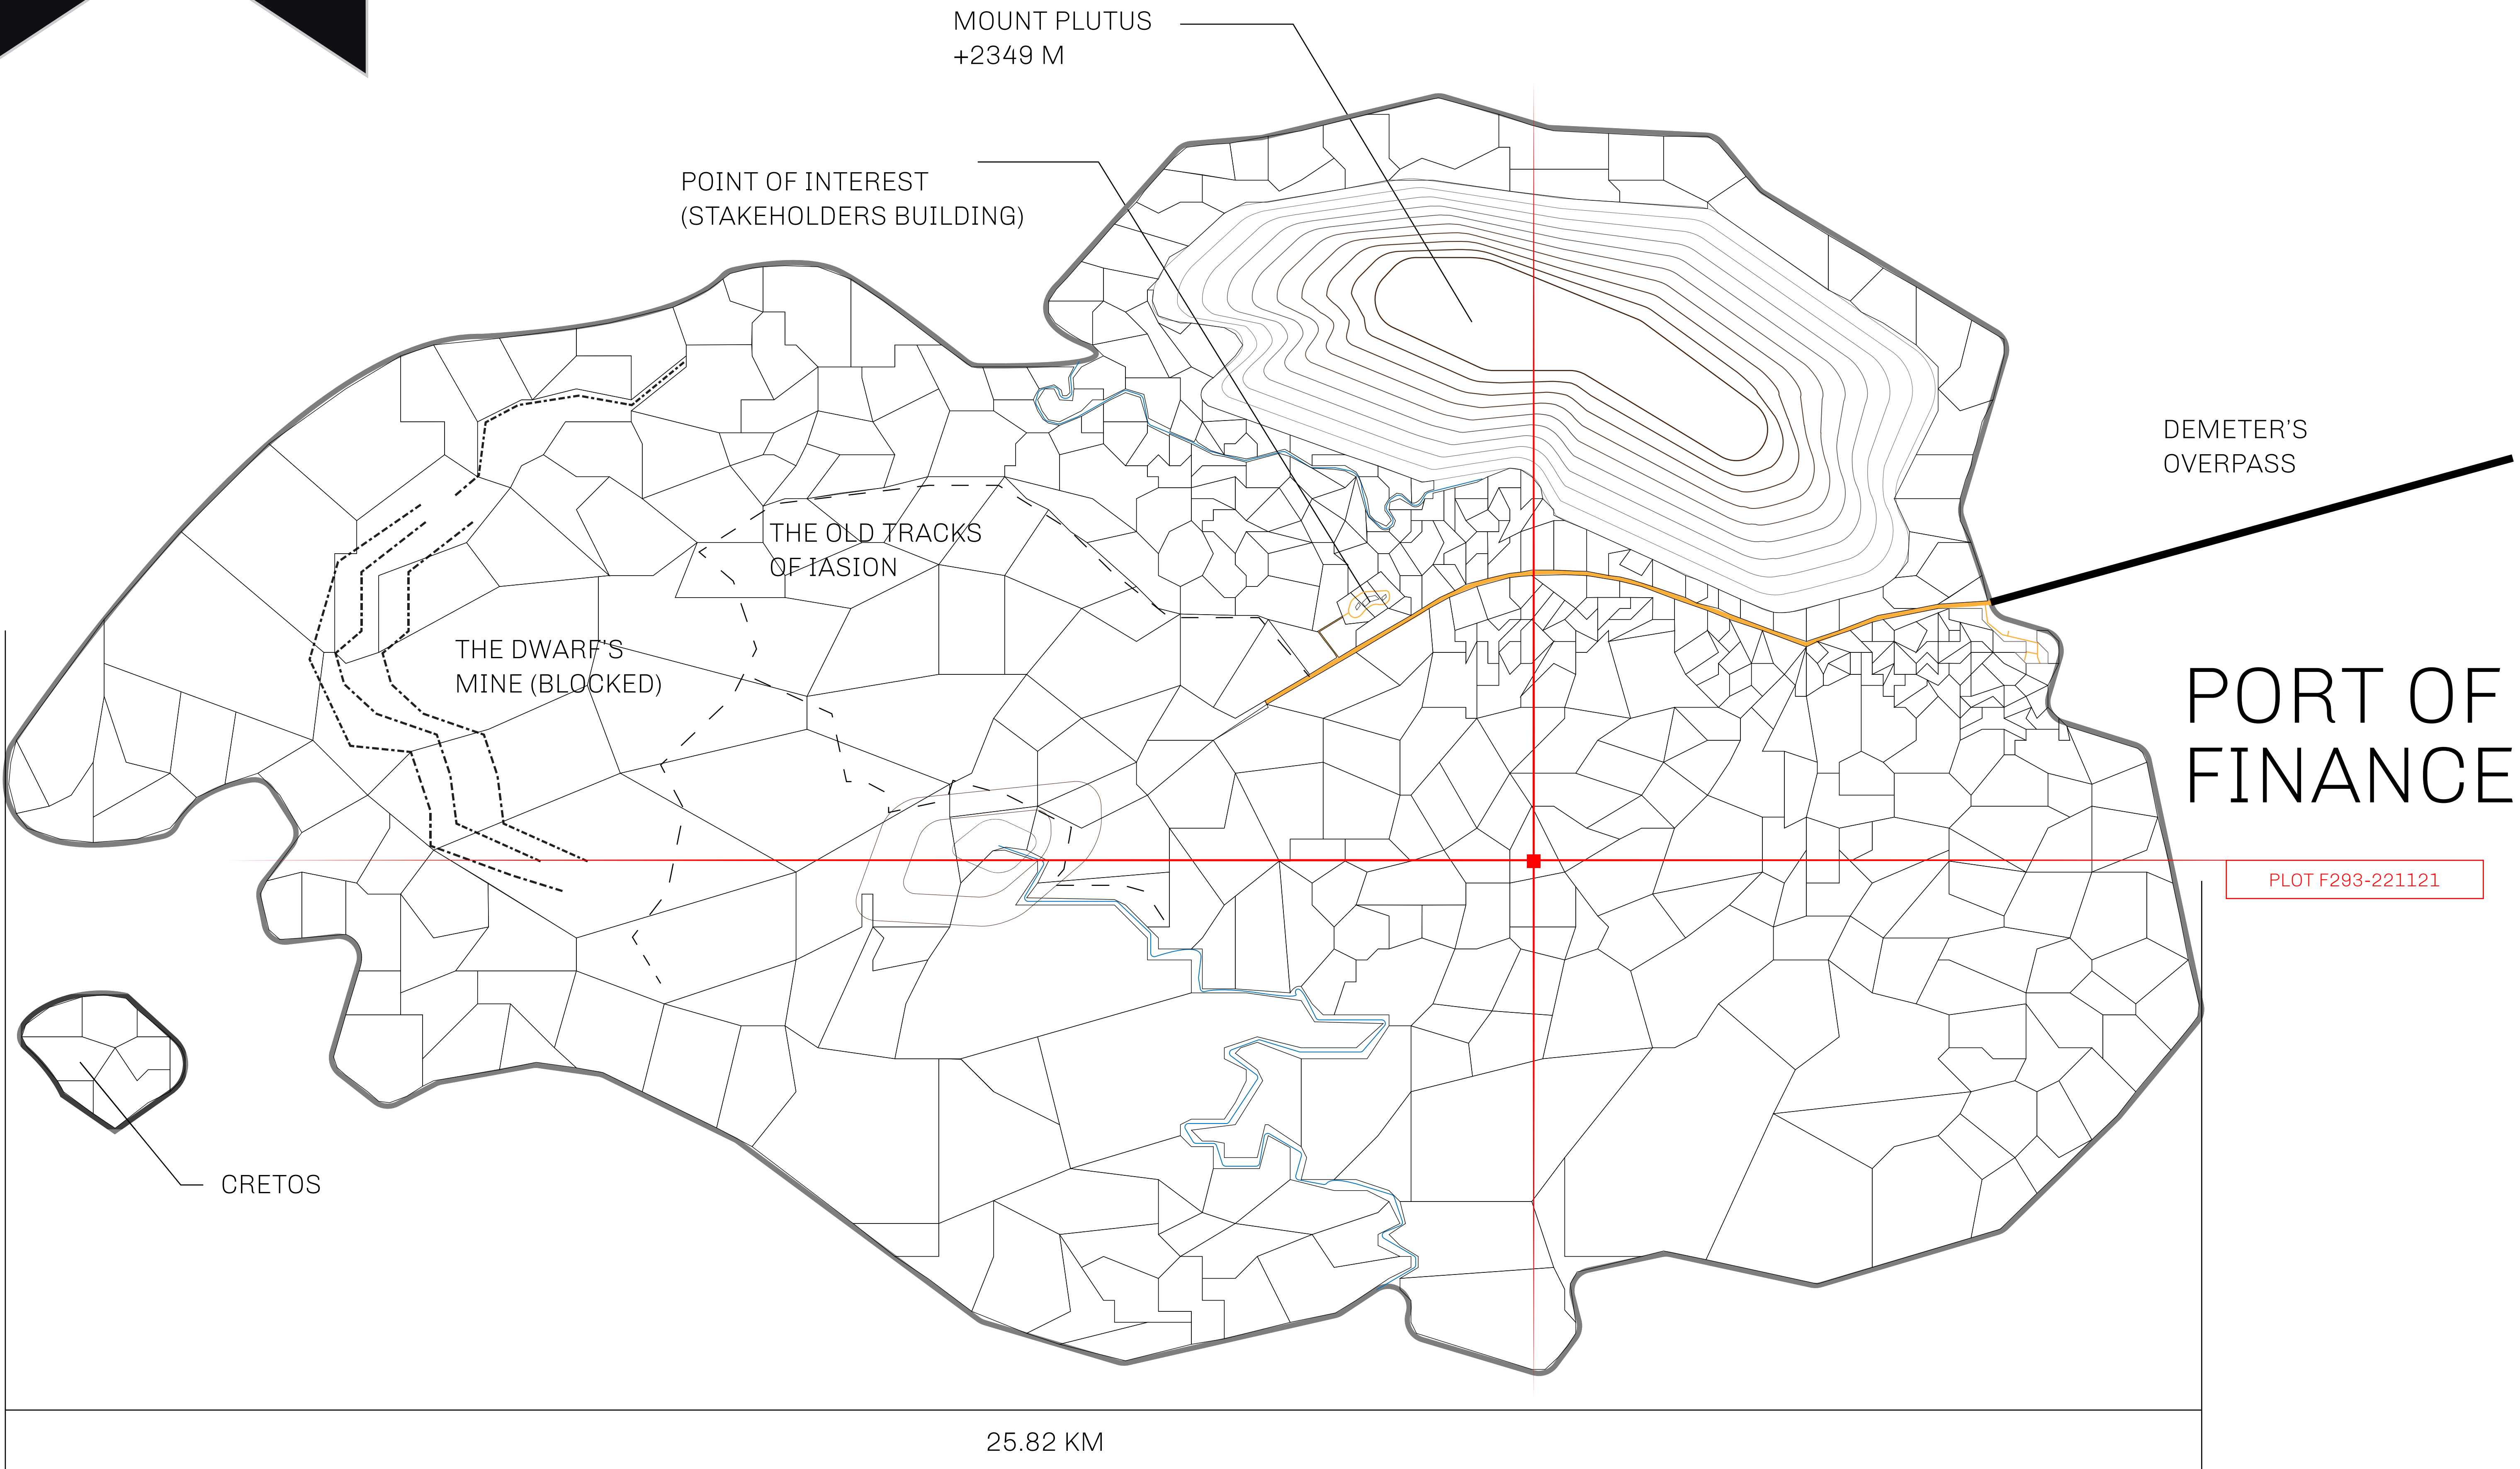 MOUNT PLUTUS
+2349 M
POINT OF INTEREST
(STAKEHOLDERS BUILDING)
DEMETER'S
OVERPASS
THE OLD TRACKS
OF IASION
THE DWARF'S
MINE (BLOCKED)
PORT OF
FINANCE
PLOT F293-221121
CRETOS
25.82 KM